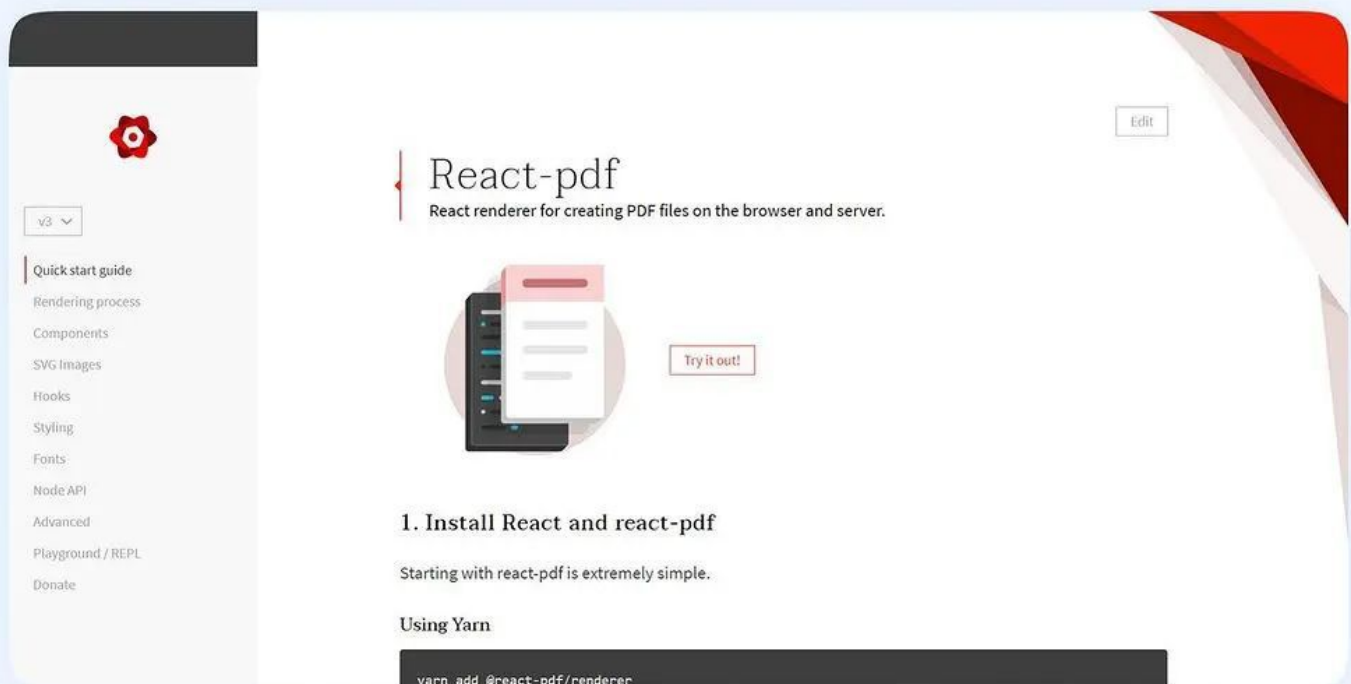 Edit
React-pdf
React renderer for creating PDF files on the browser and server.
v3
Quick start guide
Rendering process
Components
SVG Images
Hooks
Styling
Fonts
Node API
Advanced
Playground / REPL
Donate
Try it out!
1. Install React and react-pdf
Starting with react-pdf is extremely simple.
Using Yarn
yarn add @react-pdf/renderer